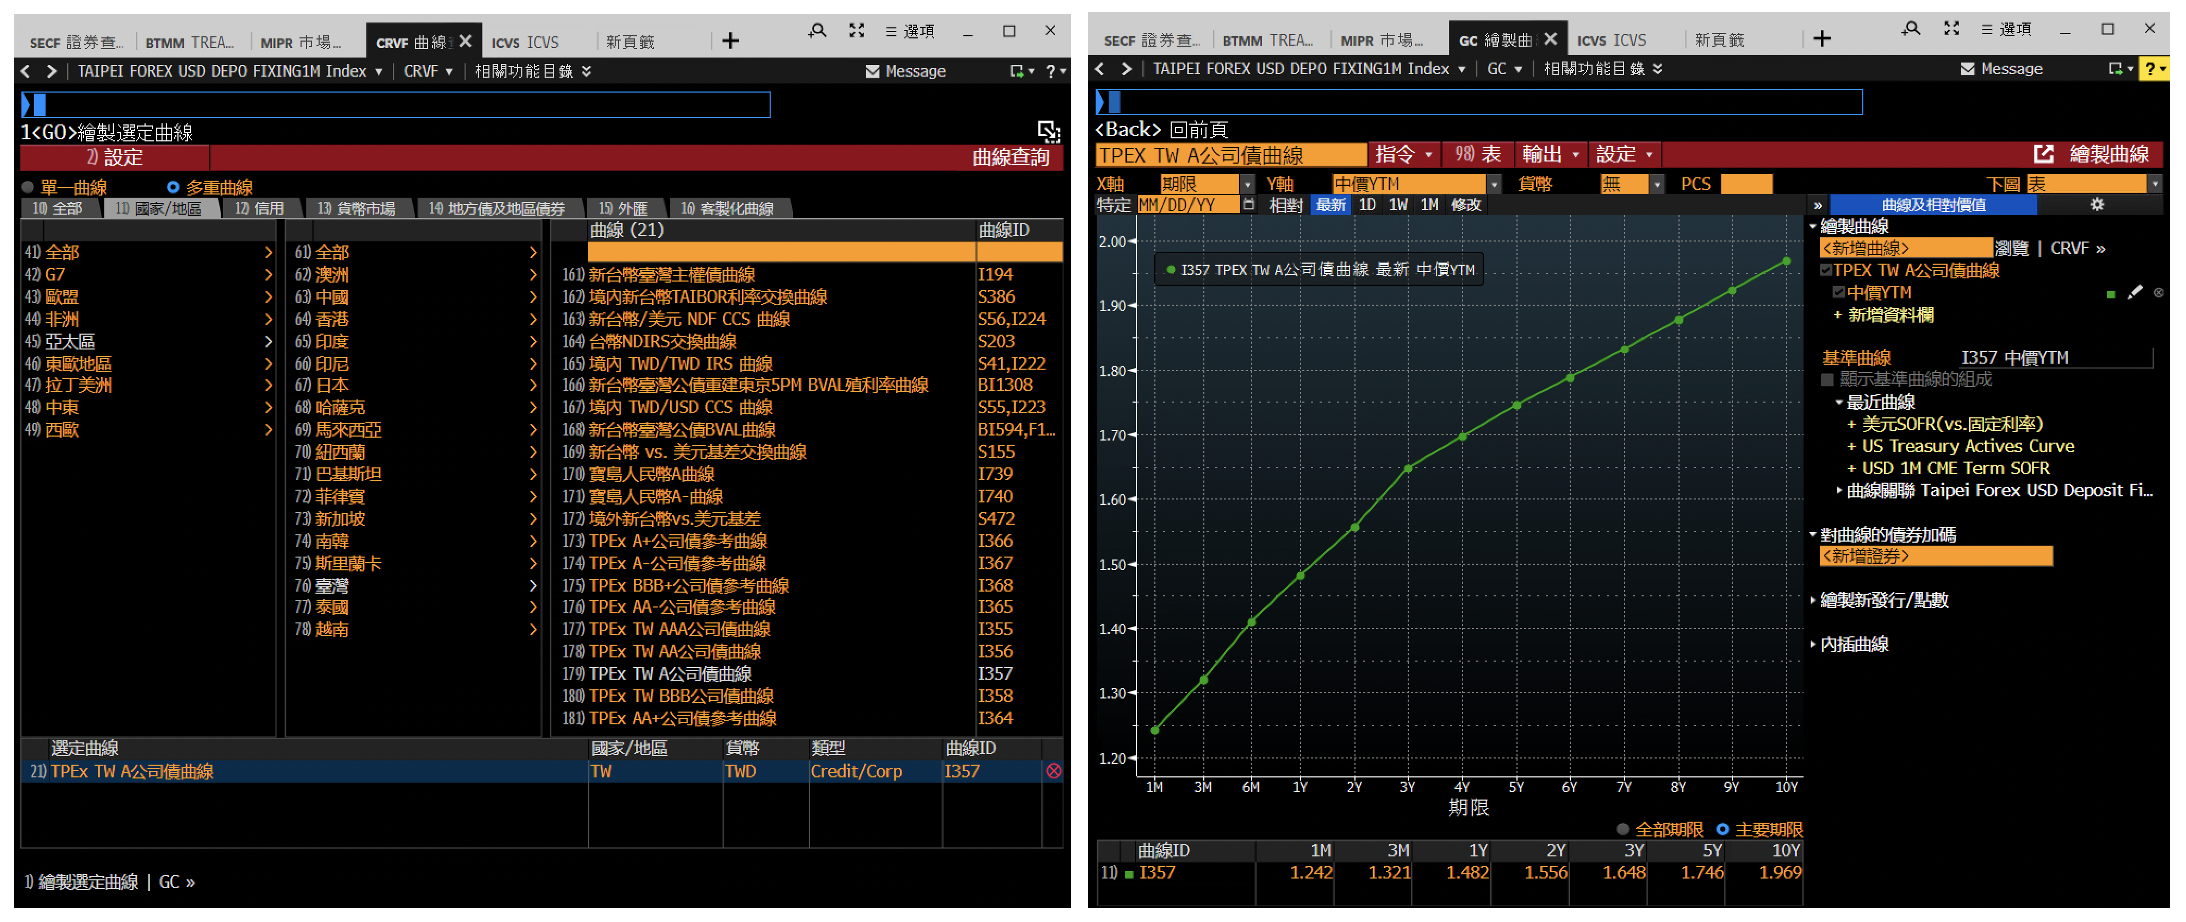 SECF 證券查... BTMM TREA... MIPR 市場... CRVF 曲線 ICVS ICVS 新頁籤 + 選項
TAIPEI FOREX USD DEPO FIXING1M Index CRVF 相關功能目錄 Message ?
1<GO>繪製選定曲線
2) 設定 曲線查詢
單一曲線 多重曲線
10) 全部 11) 國家/地區 12) 信用 13) 貨幣市場 14) 地方債及地區債券 15) 外匯 16) 客製化曲線
曲線 (21) 曲線ID
41) 全部 61) 全部
42) G7 62) 澳洲 161) 新台幣臺灣主權債曲線 I194
43) 歐盟 63) 中國 162) 境內新台幣TAIBOR利率交換曲線 S386
44) 非洲 64) 香港 163) 新台幣/美元 NDF CCS 曲線 S56,I224
45) 亞太區 65) 印度 164) 台幣NDIRS交換曲線 S203
46) 東歐地區 66) 印尼 165) 境內 TWD/TWD IRS 曲線 S41,I222
47) 拉丁美洲 67) 日本 166) 新台幣臺灣公債重建東京5PM BVAL殖利率曲線 BI1308
48) 中東 68) 哈薩克 167) 境內 TWD/USD CCS 曲線 S55,I223
49) 西歐 69) 馬來西亞 168) 新台幣臺灣公債BVAL曲線 BI594,F1...
70) 紐西蘭 169) 新台幣 vs. 美元基差交換曲線 S155
71) 巴基斯坦 170) 寶島人民幣A曲線 I739
72) 菲律賓 171) 寶島人民幣A-曲線 I740
73) 新加坡 172) 境外新台幣vs.美元基差 S472
74) 南韓 173) TPEx A+公司債參考曲線 I366
75) 斯里蘭卡 174) TPEx A-公司債參考曲線 I367
76) 臺灣 175) TPEx BBB+公司債參考曲線 I368
77) 泰國 176) TPEx AA-公司債參考曲線 I365
78) 越南 177) TPEx TW AAA公司債曲線 I355
178) TPEx TW AA公司債曲線 I356
179) TPEx TW A公司債曲線 I357
180) TPEx TW BBB公司債曲線 I358
181) TPEx AA+公司債參考曲線 I364
選定曲線 國家/地區 貨幣 類型 曲線ID
21) TPEx TW A公司債曲線 TW TWD Credit/Corp I357
1) 繪製選定曲線 | GC »
SECF 證券查... BTMM TREA... MIPR 市場... GC 繪製曲 ICVS ICVS 新頁籤 + 選項
TAIPEI FOREX USD DEPO FIXING1M Index GC 相關功能目錄 Message ?
<Back> 回前頁
TPEX TW A公司債曲線 指令 98) 表 輸出 設定 繪製曲線
X軸 期限 Y軸 中價YTM 貨幣 無 PCS 下圖 表
特定 MM/DD/YY 相對 最新 1D 1W 1M 修改 » 曲線及相對價值
I357 TPEX TW A公司債曲線 最新 中價YTM
2.00
1.90
1.80
1.70
1.60
1.50
1.40
1.30
1.20
1M 3M 6M 1Y 2Y 3Y 4Y 5Y 6Y 7Y 8Y 9Y 10Y
期限
繪製曲線
<新增曲線> 瀏覽 | CRVF »
TPEX TW A公司債曲線
中價YTM
+ 新增資料欄
基準曲線 I357 中價YTM
顯示基準曲線的組成
最近曲線
+ 美元SOFR(vs.固定利率)
+ US Treasury Actives Curve
+ USD 1M CME Term SOFR
曲線關聯 Taipei Forex USD Deposit Fi...
對曲線的債券加碼
<新增證券>
繪製新發行/點數
內插曲線
全部期限 主要期限
曲線ID 1M 3M 1Y 2Y 3Y 5Y 10Y
11) I357 1.242 1.321 1.482 1.556 1.648 1.746 1.969